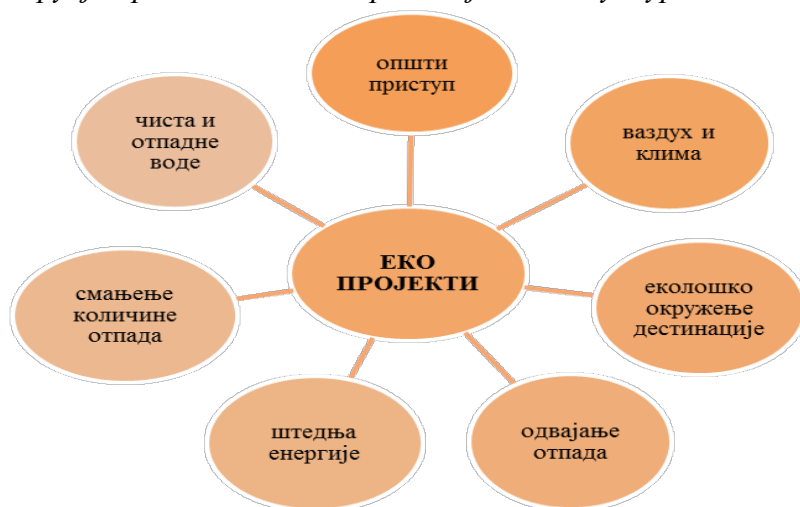 општи
приступ
ваздух и
клима
еколошко
окружење
дестинације
одвајање
отпада
штедња
енергије
смањење
количине
отпада
чиста и
отпадне
воде
ЕКО
ПРОЈЕКТИ